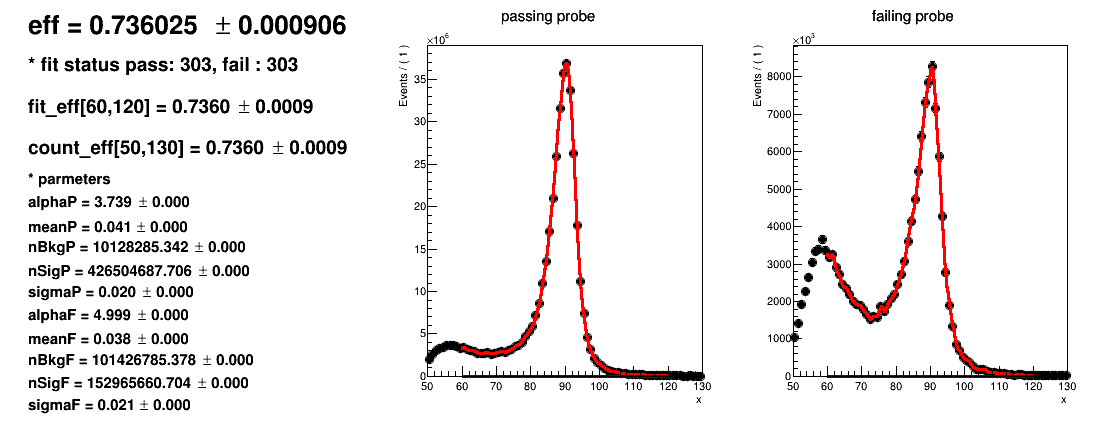 eff = 0.736025 ± 0.000906
* fit status pass: 303, fail : 303
fit_eff[60,120] = 0.7360 ± 0.0009
count_eff[50,130] = 0.7360 ± 0.0009
* parmeters
alphaP = 3.739 ± 0.000
meanP = 0.041 ± 0.000
nBkgP = 10128285.342 ± 0.000
nSigP = 426504687.706 ± 0.000
sigmaP = 0.020 ± 0.000
alphaF = 4.999 ± 0.000
meanF = 0.038 ± 0.000
nBkgF = 101426785.378 ± 0.000
nSigF = 152965660.704 ± 0.000
sigmaF = 0.021 ± 0.000
passing probe
×10⁶
Events / ( 1 )
35
30
26
20
15
10
5
0
50 60 70 80 90 100 110 120 130
x
failing probe
×10³
Events / ( 1 )
8000
7000
6000
5000
4000
3000
2000
1000
0
50 60 70 80 90 100 110 120 130
x